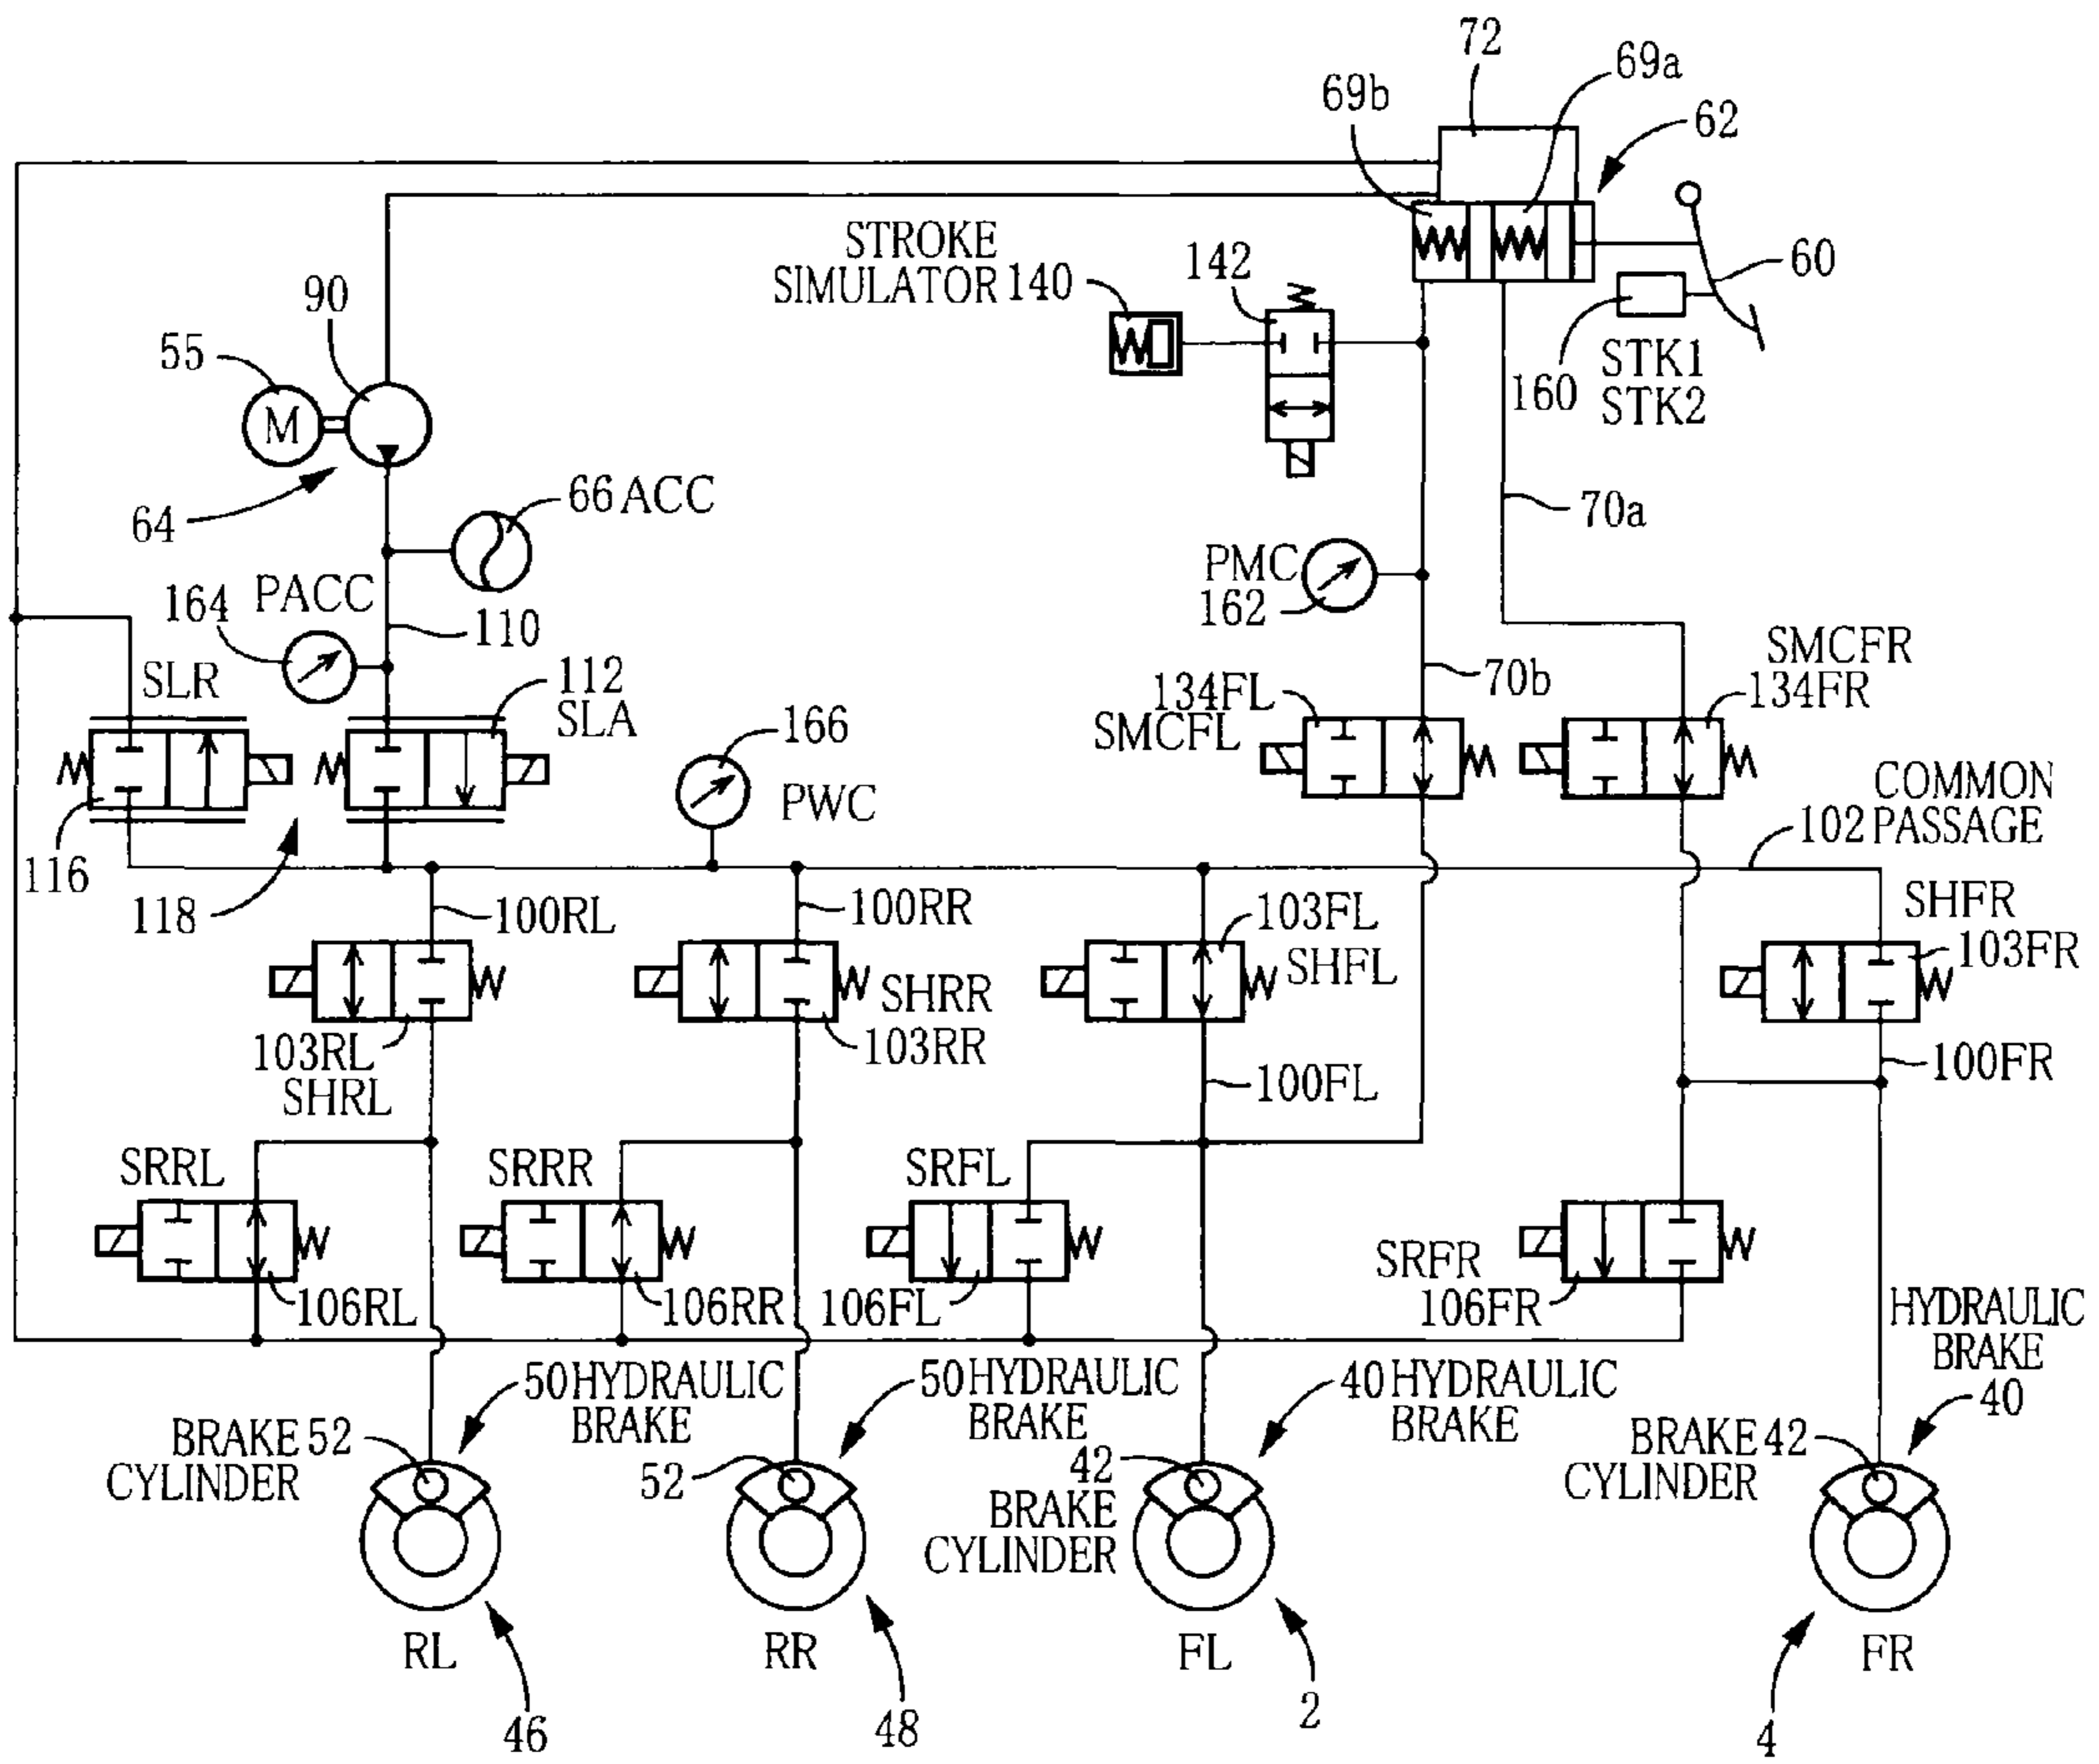 72
69a
69b
62
STROKE
SIMULATOR 140
142
60
90
55
160
STK1
STK2
66 ACC
64
70a
PMC
162
PACC
164
110
SLR
112
SLA
70b
SMCFR
134FR
134FL
SMCFL
166
PWC
COMMON
102 PASSAGE
M
116
118
100RL
100RR
103FL
SHFL
SHFR
103FR
SHRR
103RL
SHRL
103RR
100FL
100FR
SRRL
SRRR
SRFL
SRFR
106RL
106RR
106FL
106FR
HYDRAULIC
BRAKE
40
50 HYDRAULIC
BRAKE
50 HYDRAULIC
BRAKE
40 HYDRAULIC
BRAKE
BRAKE 52
CYLINDER
52
42
BRAKE
CYLINDER
BRAKE 42
CYLINDER
RL
RR
FL
FR
46
48
2
4